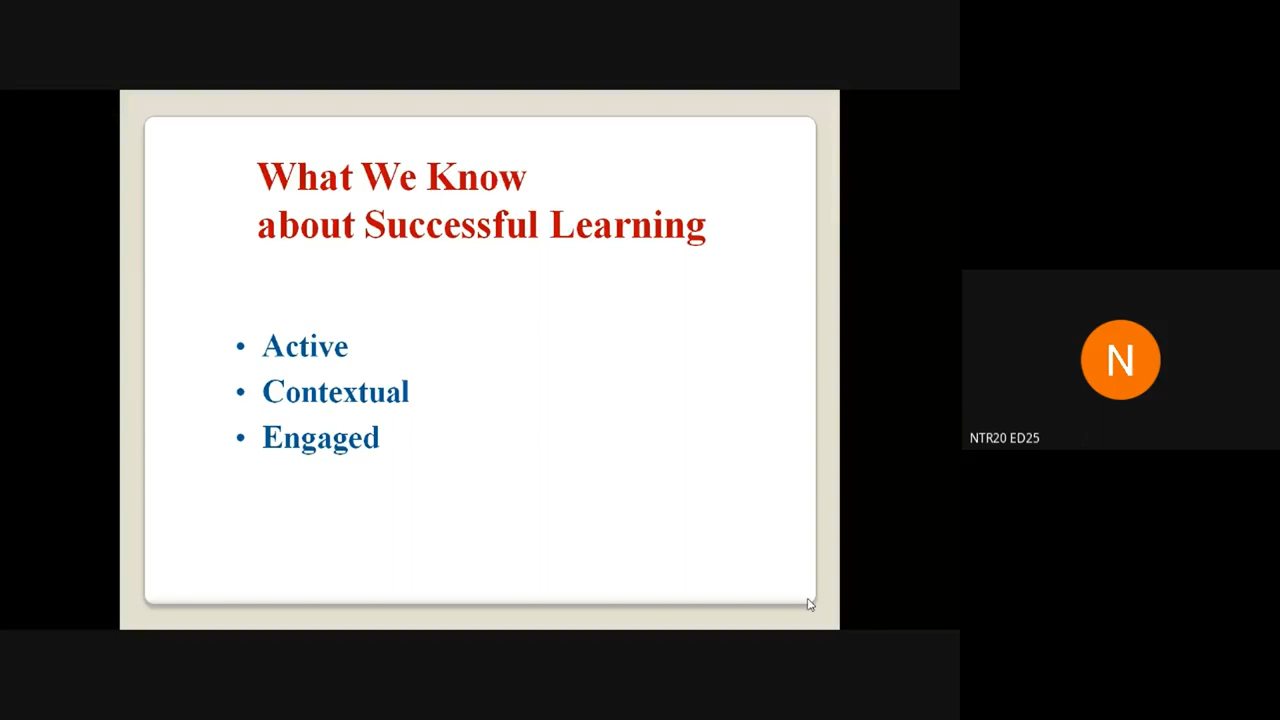 What We Know
about Successful Learning
• Active
• Contextual
• Engaged
N
NTR20 ED25